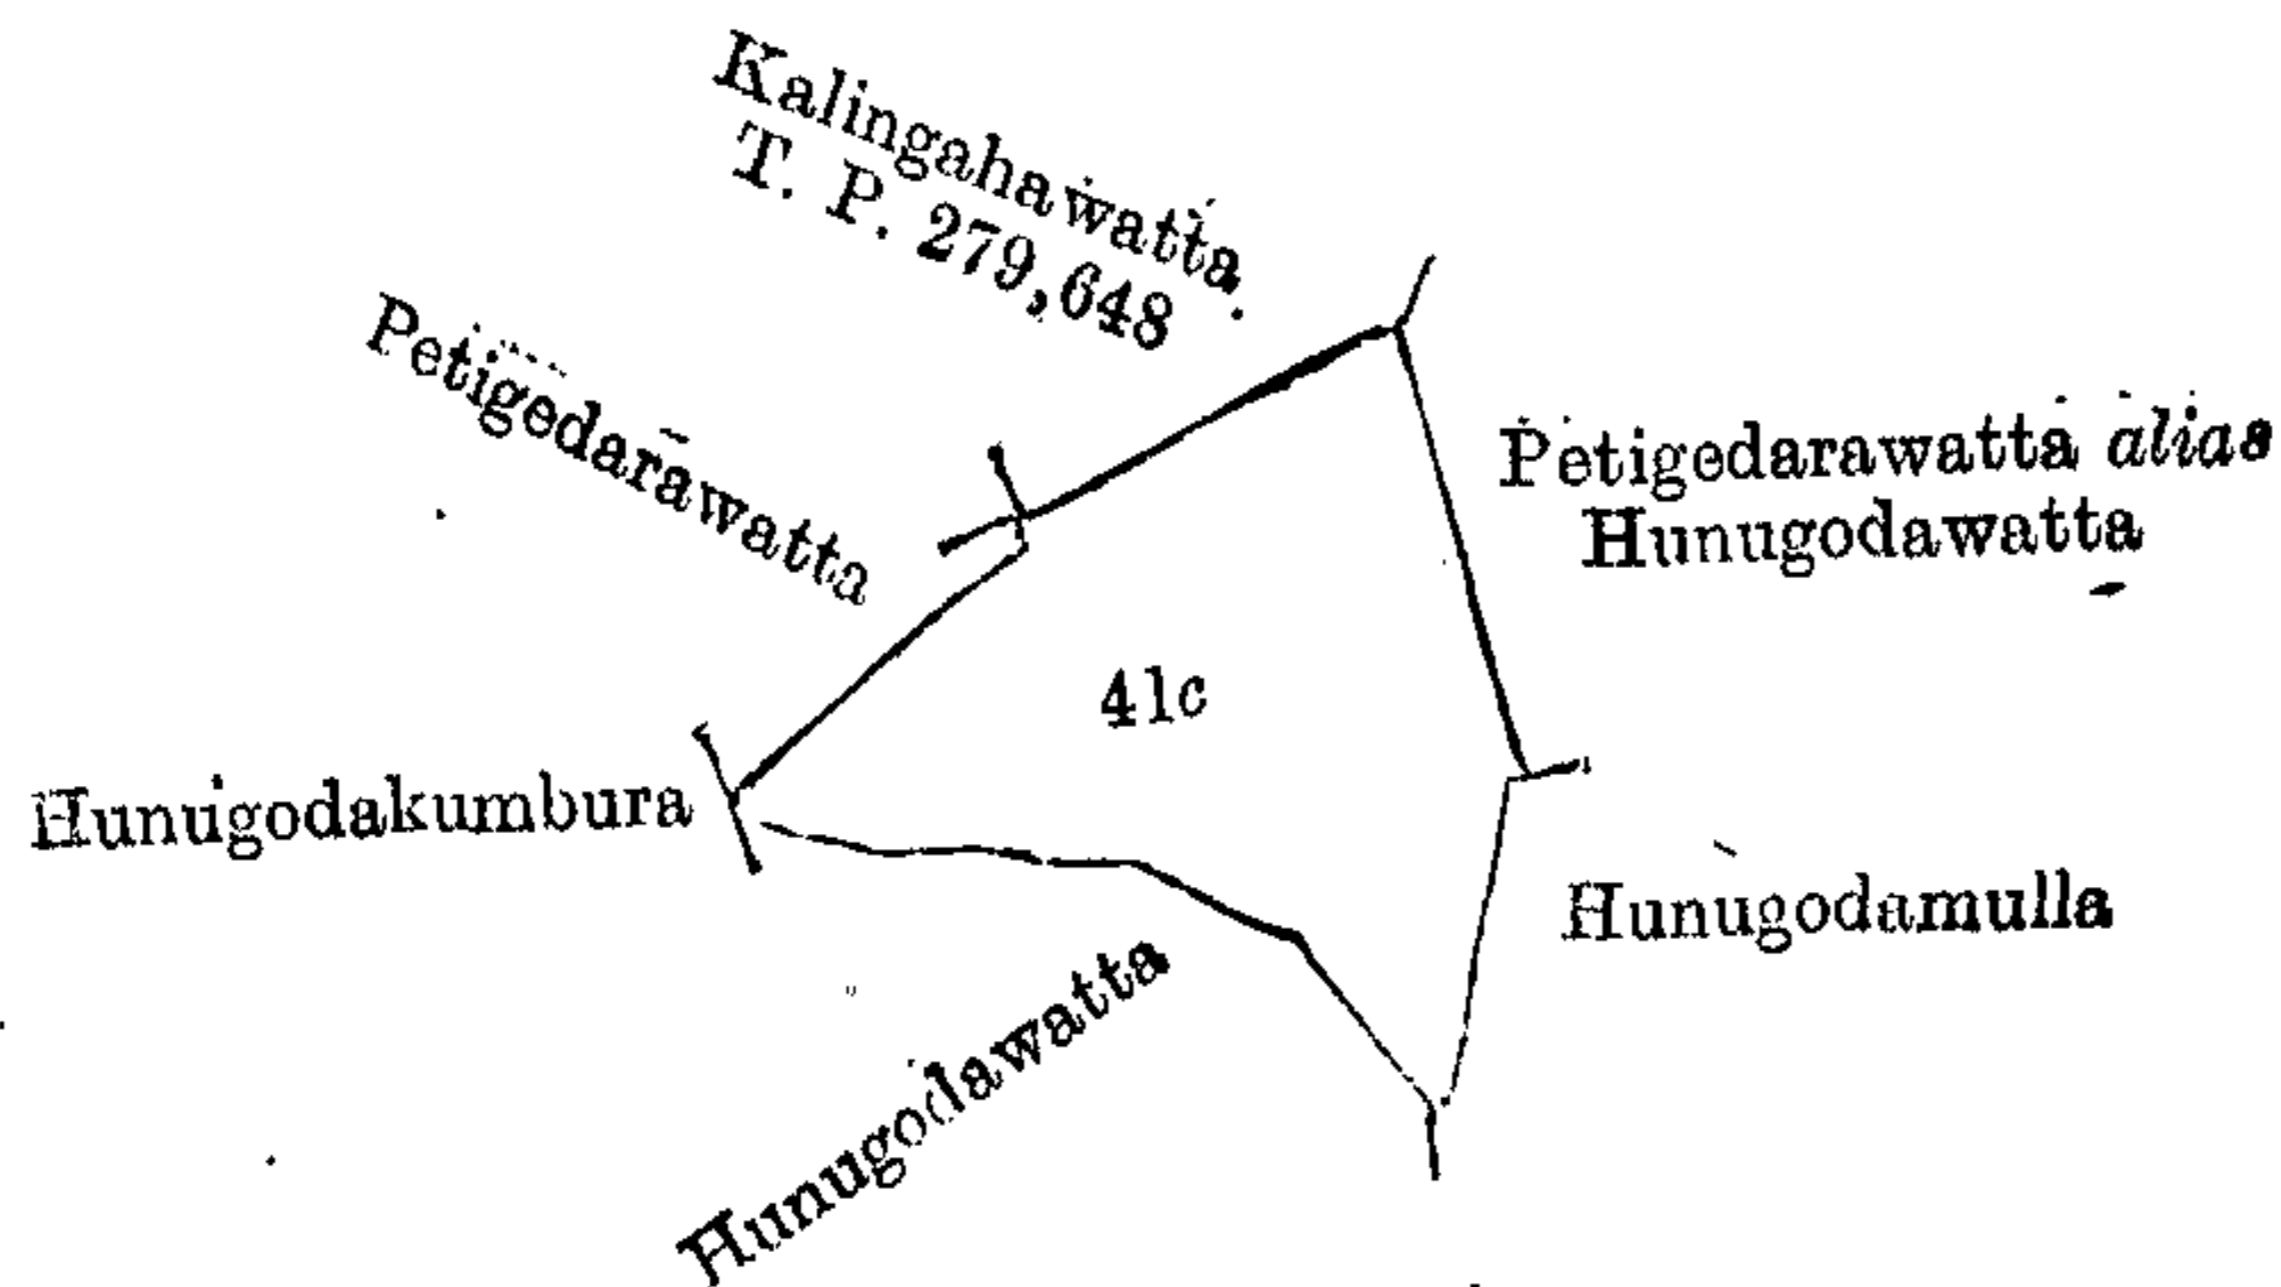 Kalingahawatta.
T. P. 279,648
Petigedarawatta
Petigedarawatta alias
Hunugodawatta
41c
Hunugodakumbura
Hunugodamulla
Hunugodawatta